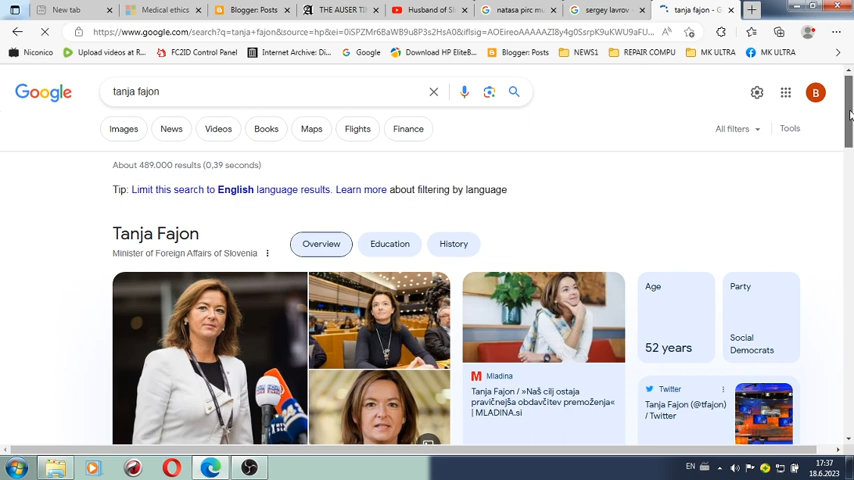 New tab
Medical ethics
Blogger: Posts
THE AUSER TI
Husband of Sl
natasa pirc mu
sergey lavrov -
tanja fajon - G
https://www.google.com/search?q=tanja+fajon&source=hp&ei=
Niconico
Upload videos at R...
FC2ID Control Panel
Internet Archive: Di...
Google
Download HP EliteB...
Blogger: Posts
NEWS1
REPAIR COMPU
MK ULTRA
MK ULTRA
Google
tanja fajon
B
Images
News
Videos
Books
Maps
Flights
Finance
All filters
Tools
About 489.000 results (0,39 seconds)
Tip: Limit this search to English language results. Learn more about filtering by language
Tanja Fajon
Minister of Foreign Affairs of Slovenia
Overview
Education
History
Age
52 years
Party
Social
Democrats
M Mladina
Tanja Fajon / »Naš cilj ostaja
pravičnejša obdavčitev premoženja«
| MLADINA.si
Twitter
Tanja Fajon (@tfajon)
/ Twitter
EN
17:37
18.6.2023